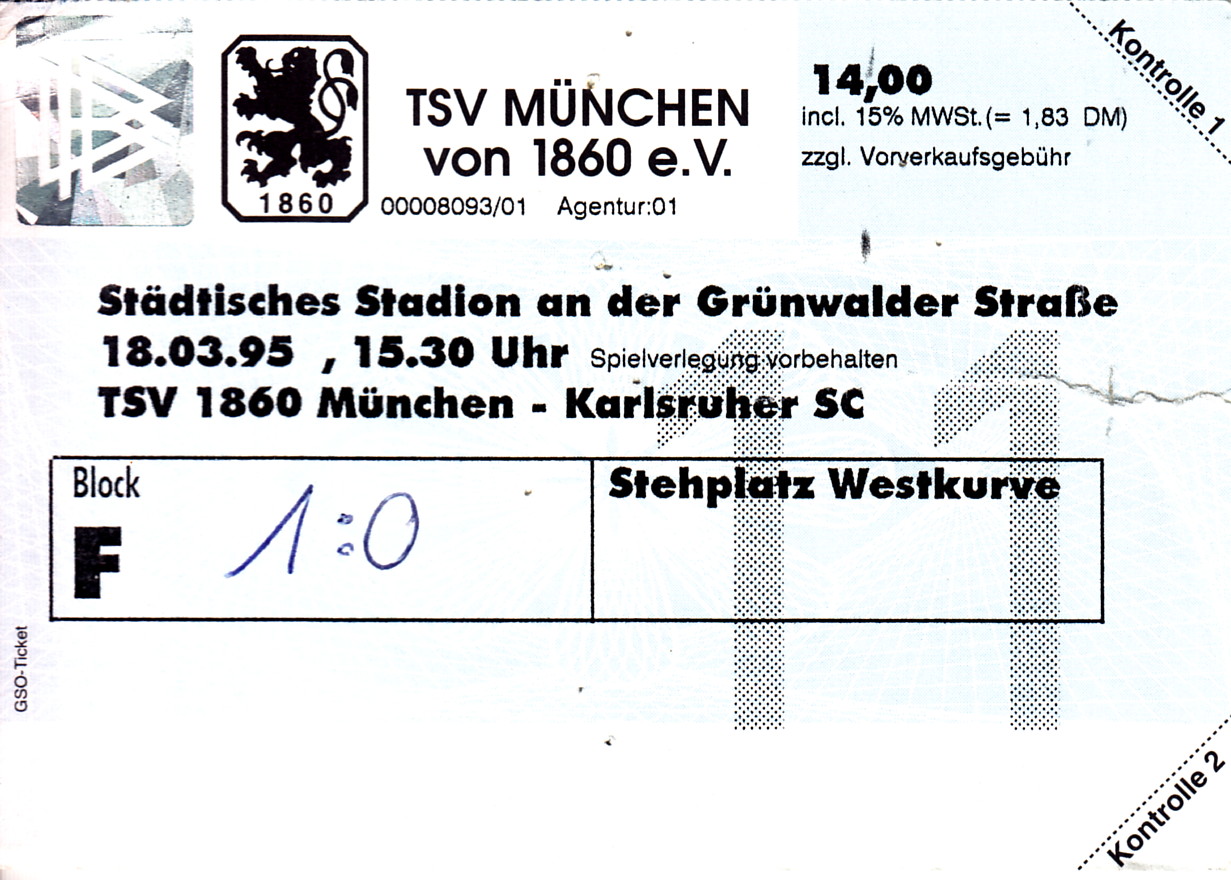 Kontrolle 1
1860
TSV MÜNCHEN
von 1860 e.V.
00008093/01 Agentur:01
14,00
incl. 15% MWSt.(= 1,83 DM)
zzgl. Vorverkaufsgebühr
Städtisches Stadion an der Grünwalder Straße
18.03.95 , 15.30 Uhr Spielverlegung vorbehalten
TSV 1860 München - Karlsruher SC
11
Block
F
1:0
Stehplatz Westkurve
GSO-Ticket
Kontrolle 2